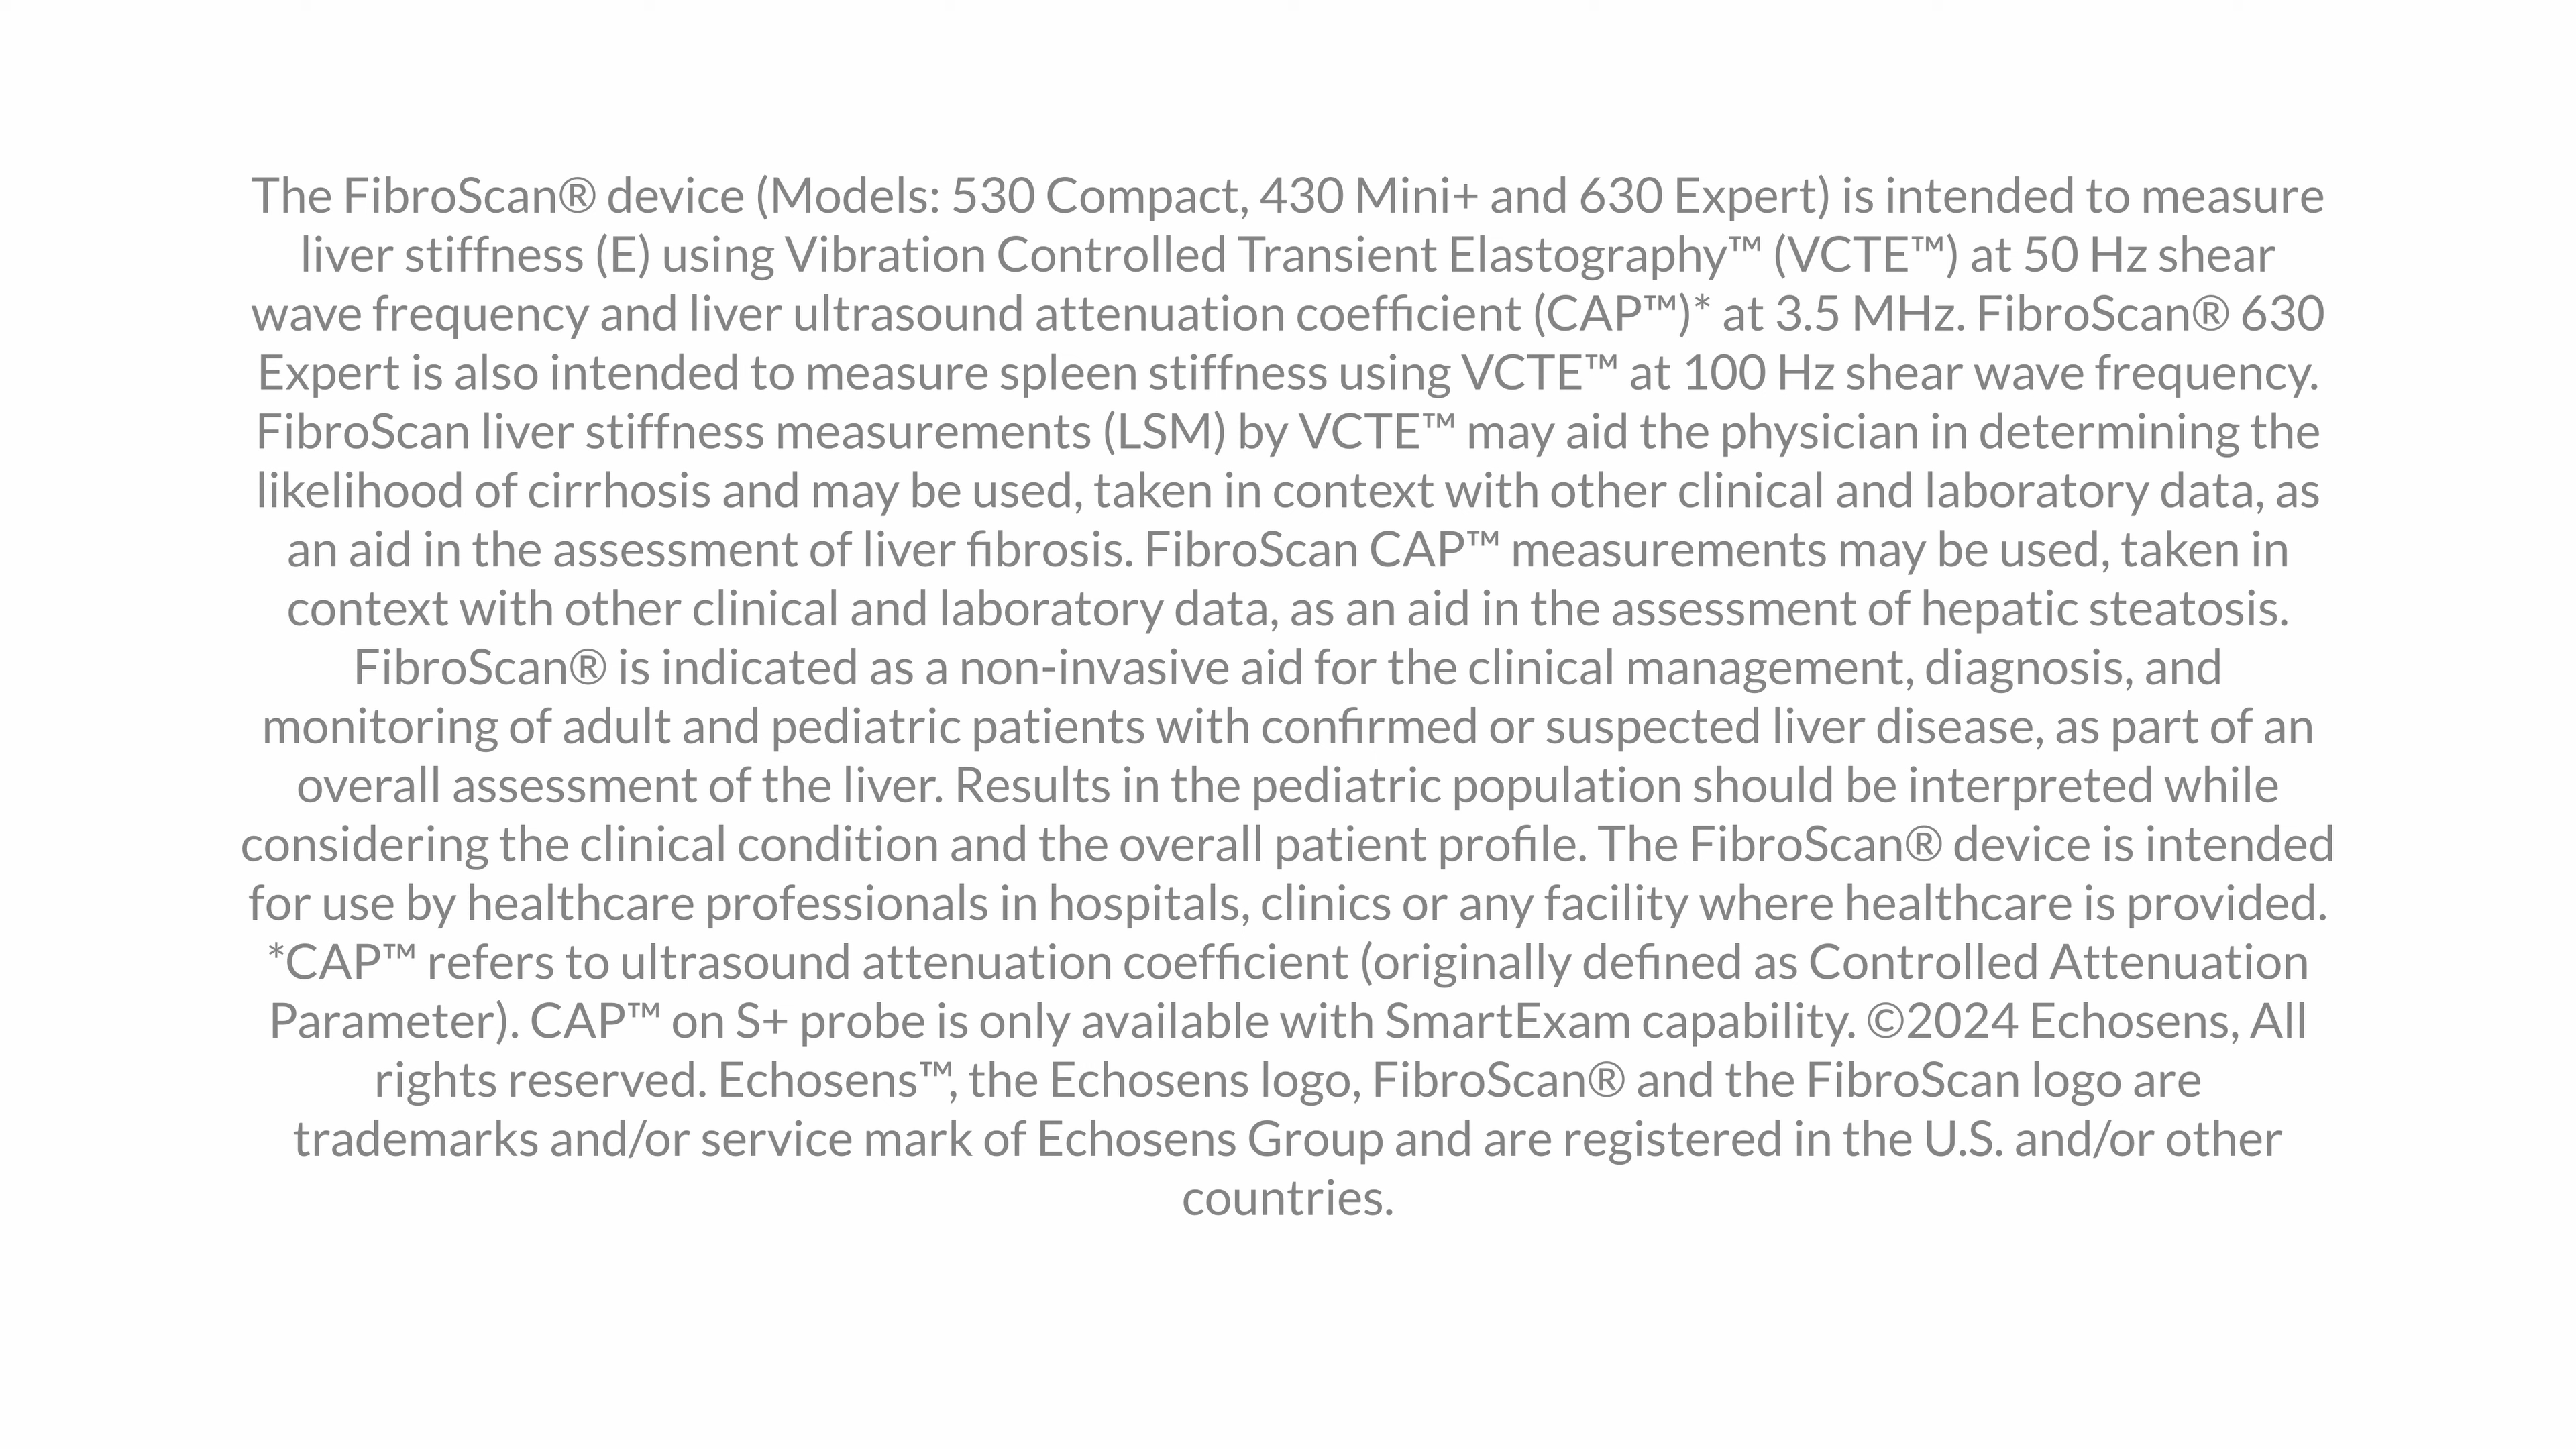 The FibroScan® device (Models: 530 Compact, 430 Mini+ and 630 Expert) is intended to measure
liver stiffness (E) using Vibration Controlled Transient Elastography™ (VCTE™) at 50 Hz shear
wave frequency and liver ultrasound attenuation coefficient (CAP™)* at 3.5 MHz. FibroScan® 630
Expert is also intended to measure spleen stiffness using VCTE™ at 100 Hz shear wave frequency.
FibroScan liver stiffness measurements (LSM) by VCTE™ may aid the physician in determining the
likelihood of cirrhosis and may be used, taken in context with other clinical and laboratory data, as
an aid in the assessment of liver fibrosis. FibroScan CAP™ measurements may be used, taken in
context with other clinical and laboratory data, as an aid in the assessment of hepatic steatosis.
FibroScan® is indicated as a non-invasive aid for the clinical management, diagnosis, and
monitoring of adult and pediatric patients with confirmed or suspected liver disease, as part of an
overall assessment of the liver. Results in the pediatric population should be interpreted while
considering the clinical condition and the overall patient profile. The FibroScan® device is intended
for use by healthcare professionals in hospitals, clinics or any facility where healthcare is provided.
*CAP™ refers to ultrasound attenuation coefficient (originally defined as Controlled Attenuation
Parameter). CAP™ on S+ probe is only available with SmartExam capability. ©2024 Echosens, All
rights reserved. Echosens™, the Echosens logo, FibroScan® and the FibroScan logo are
trademarks and/or service mark of Echosens Group and are registered in the U.S. and/or other
countries.